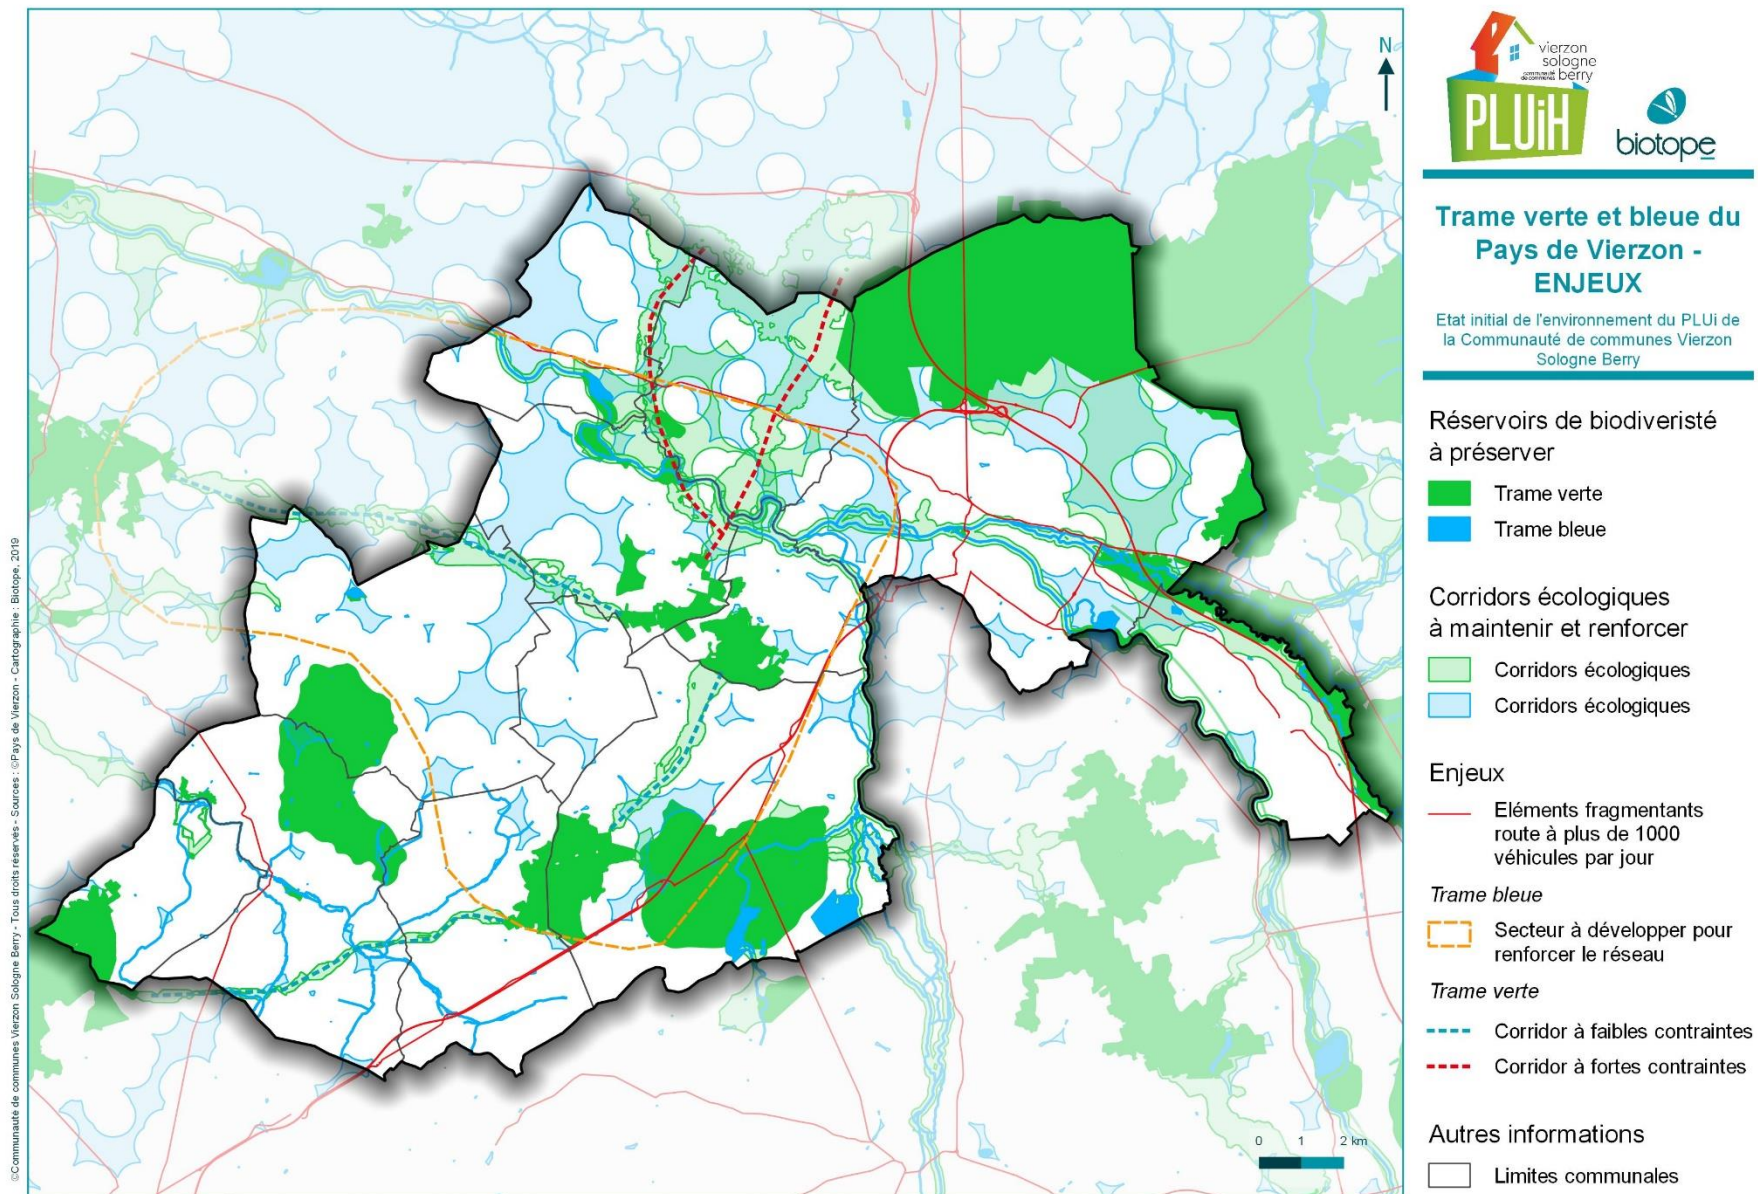 N
vierzon
sologne
communauté
de communes
berry
PLUiH
biotope
Trame verte et bleue du
Pays de Vierzon -
ENJEUX
Etat initial de l'environnement du PLUi de
la Communauté de communes Vierzon
Sologne Berry
Réservoirs de biodiveristé
à préserver
Trame verte
Trame bleue
Corridors écologiques
à maintenir et renforcer
Corridors écologiques
Corridors écologiques
Enjeux
Eléments fragmentants
route à plus de 1000
véhicules par jour
Trame bleue
Secteur à développer pour
renforcer le réseau
Trame verte
Corridor à faibles contraintes
Corridor à fortes contraintes
Autres informations
Limites communales
0 1 2 km
©Communauté de communes Vierzon Sologne Berry - Tous droits réservés - Sources : ©Pays de Vierzon - Cartographie : Biotope, 2019